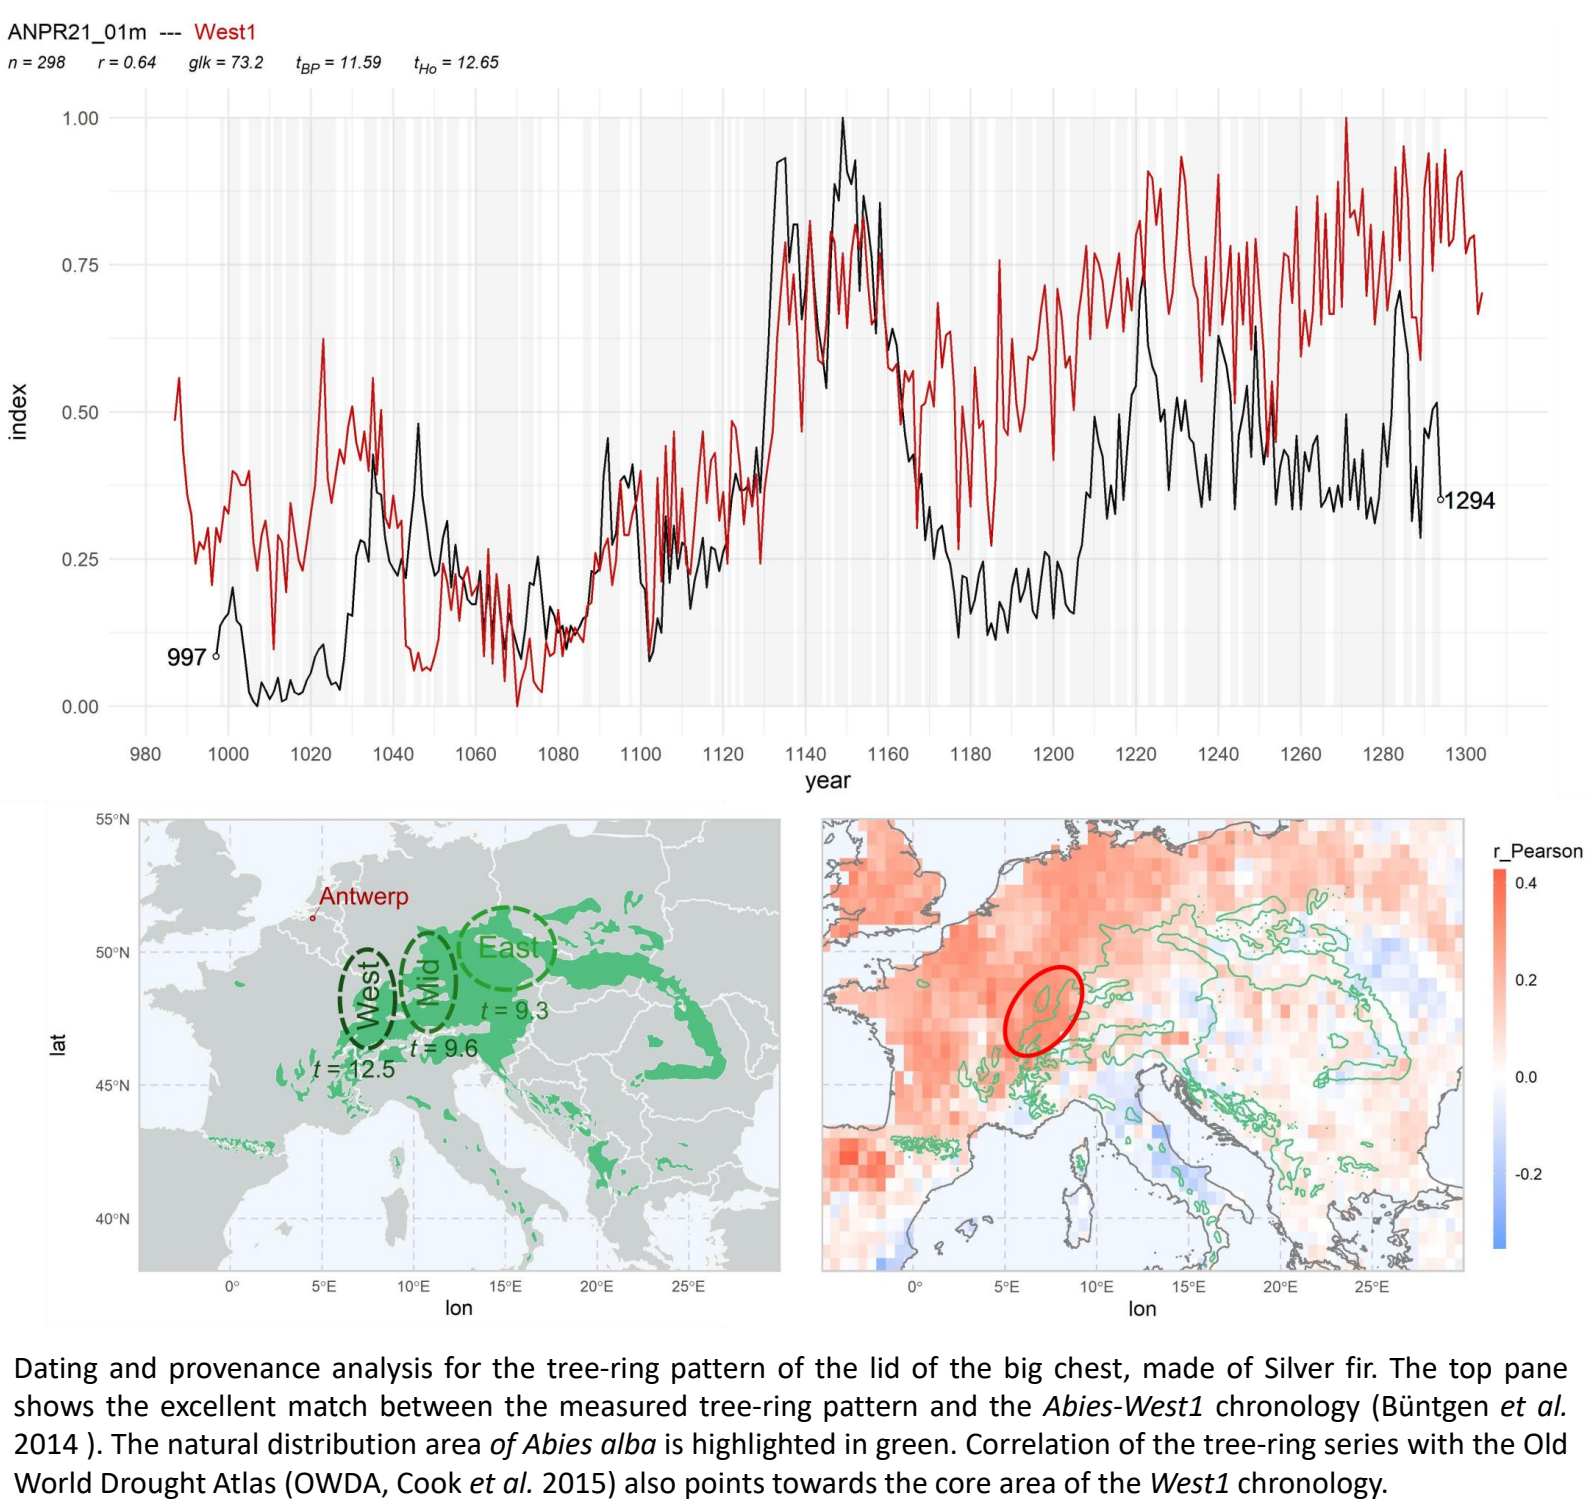 ANPR21_01m --- West1
n = 298 r = 0.64 glk = 73.2 tBP = 11.59 tHo = 12.65
1.00
0.75
0.50
0.25
0.00
index
997
1294
980 1000 1020 1040 1060 1080 1100 1120 1140 1160 1180 1200 1220 1240 1260 1280 1300
year
55°N
50°N
45°N
40°N
lat
Antwerp
West
Mid
East
t = 9.3
t = 9.6
t = 12.5
0° 5°E 10°E 15°E 20°E 25°E
lon
0° 5°E 10°E 15°E 20°E 25°E
lon
r_Pearson
0.4
0.2
0.0
-0.2
Dating and provenance analysis for the tree-ring pattern of the lid of the big chest, made of Silver fir. The top pane
shows the excellent match between the measured tree-ring pattern and the Abies-West1 chronology (Büntgen et al.
2014 ). The natural distribution area of Abies alba is highlighted in green. Correlation of the tree-ring series with the Old
World Drought Atlas (OWDA, Cook et al. 2015) also points towards the core area of the West1 chronology.